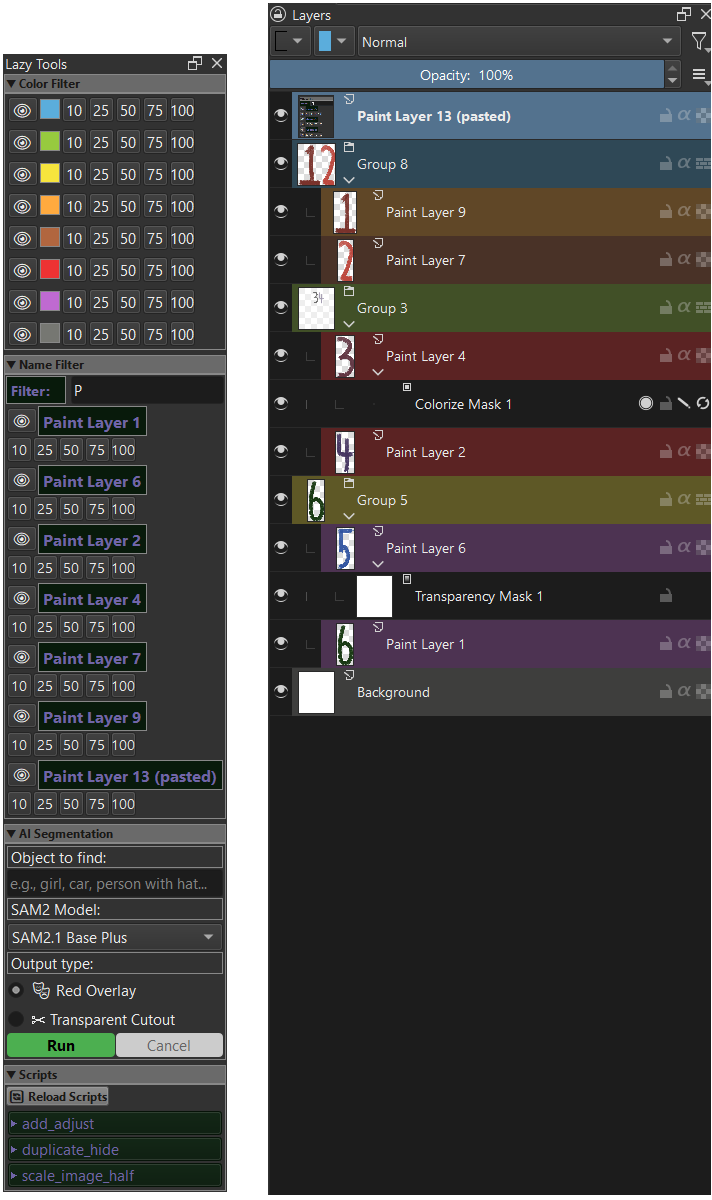 Lazy Tools
Color Filter
10 25 50 75 100
10 25 50 75 100
10 25 50 75 100
10 25 50 75 100
10 25 50 75 100
10 25 50 75 100
10 25 50 75 100
10 25 50 75 100
Name Filter
Filter: P
Paint Layer 1
10 25 50 75 100
Paint Layer 6
10 25 50 75 100
Paint Layer 2
10 25 50 75 100
Paint Layer 4
10 25 50 75 100
Paint Layer 7
10 25 50 75 100
Paint Layer 9
10 25 50 75 100
Paint Layer 13 (pasted)
10 25 50 75 100
AI Segmentation
Object to find:
e.g., girl, car, person with hat...
SAM2 Model:
SAM2.1 Base Plus
Output type:
Red Overlay
Transparent Cutout
Run Cancel
Scripts
Reload Scripts
add_adjust
duplicate_hide
scale_image_half
Layers
Normal
Opacity: 100%
Paint Layer 13 (pasted)
12 Group 8
1 Paint Layer 9
2 Paint Layer 7
34 Group 3
3 Paint Layer 4
Colorize Mask 1
4 Paint Layer 2
6 Group 5
5 Paint Layer 6
Transparency Mask 1
6 Paint Layer 1
Background